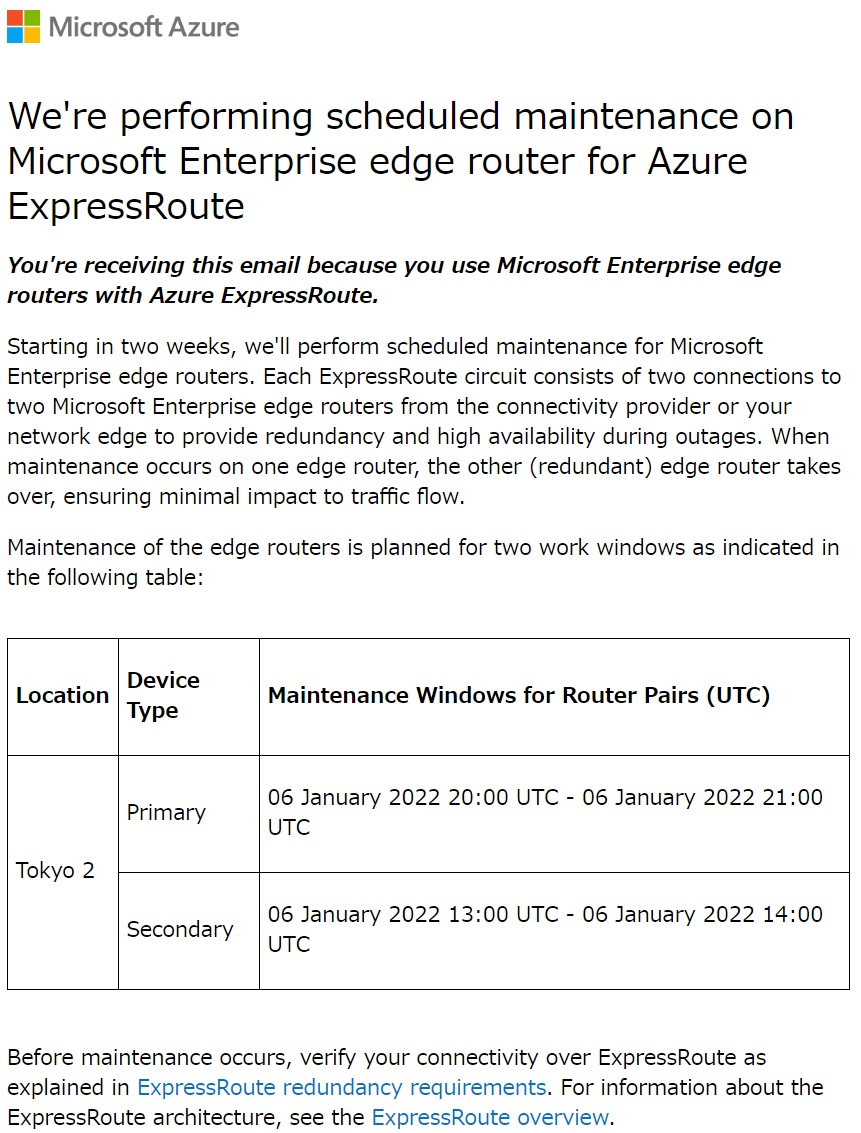 Microsoft Azure
We're performing scheduled maintenance on
Microsoft Enterprise edge router for Azure
ExpressRoute
You're receiving this email because you use Microsoft Enterprise edge
routers with Azure ExpressRoute.
Starting in two weeks, we'll perform scheduled maintenance for Microsoft
Enterprise edge routers. Each ExpressRoute circuit consists of two connections to
two Microsoft Enterprise edge routers from the connectivity provider or your
network edge to provide redundancy and high availability during outages. When
maintenance occurs on one edge router, the other (redundant) edge router takes
over, ensuring minimal impact to traffic flow.
Maintenance of the edge routers is planned for two work windows as indicated in
the following table:
Location
Device
Type
Maintenance Windows for Router Pairs (UTC)
Tokyo 2
Primary
06 January 2022 20:00 UTC - 06 January 2022 21:00
UTC
Secondary
06 January 2022 13:00 UTC - 06 January 2022 14:00
UTC
Before maintenance occurs, verify your connectivity over ExpressRoute as
explained in ExpressRoute redundancy requirements. For information about the
ExpressRoute architecture, see the ExpressRoute overview.